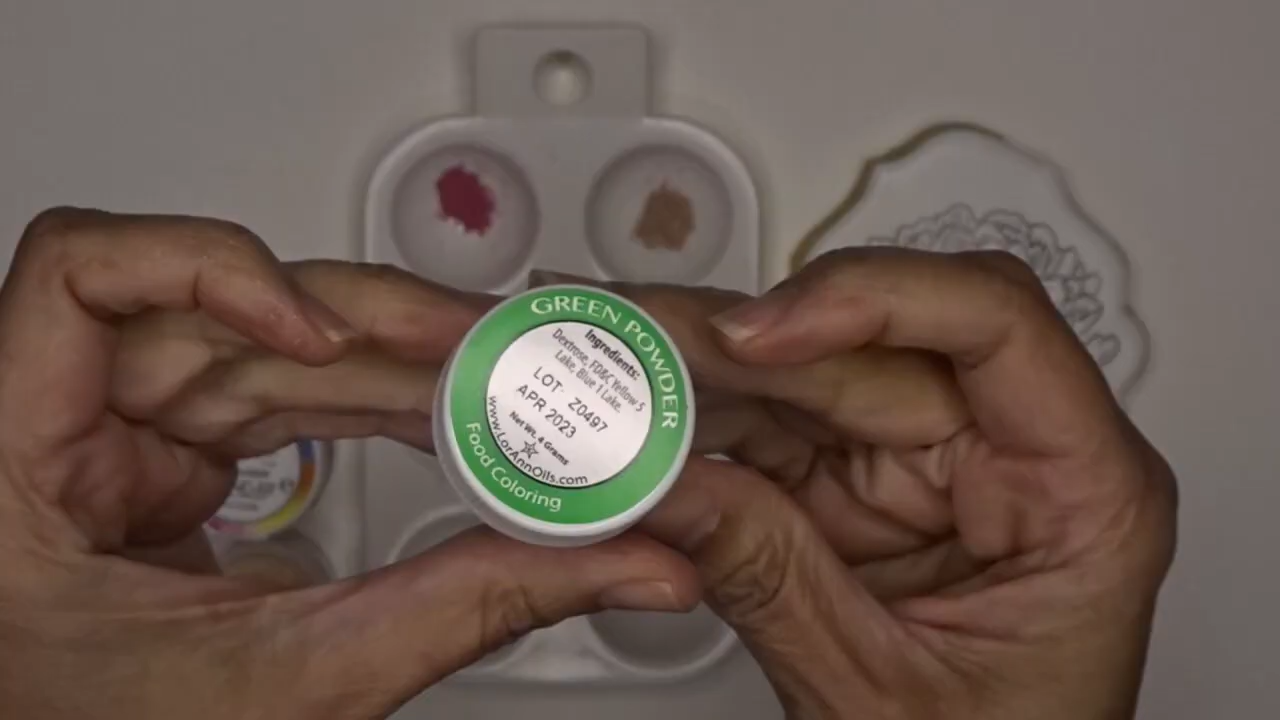 GREEN POWDER
Ingredients:
Dextrose, FD&C Yellow 5
Lake, Blue 1 Lake.
LOT Z0497
APR 2023
Net Wt. 4 Grams
www.LorAnnOils.com
Food Coloring